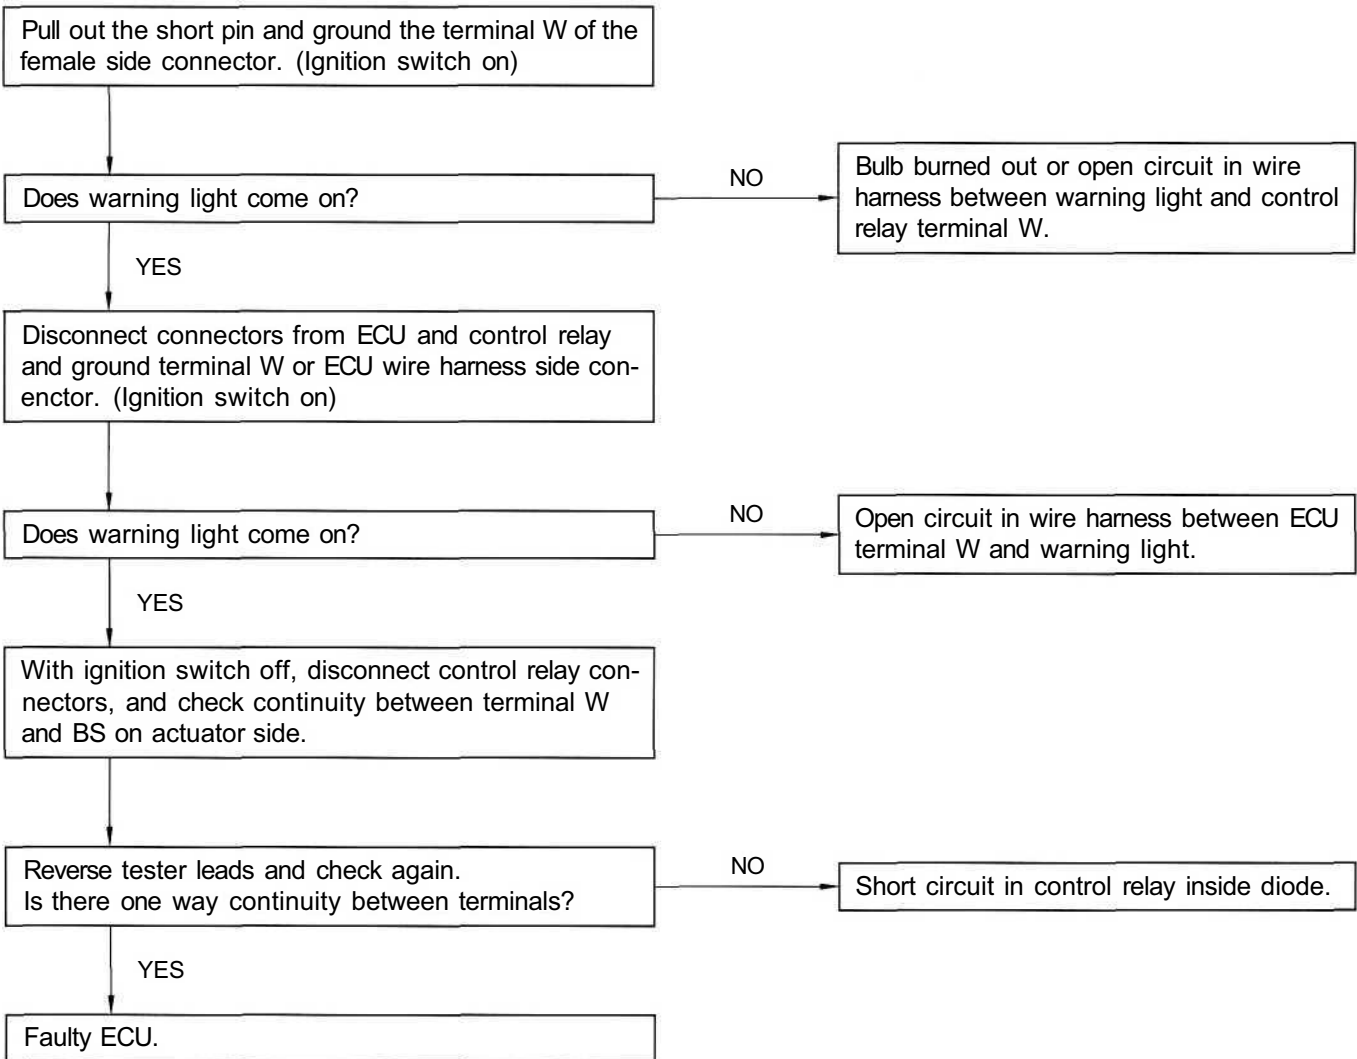 Pull out the short pin and ground the terminal W of the
female side connector. (Ignition switch on)
Does warning light come on?
NO
Bulb burned out or open circuit in wire
harness between warning light and control
relay terminal W.
YES
Disconnect connectors from ECU and control relay
and ground terminal W or ECU wire harness side con-
enctor. (Ignition switch on)
Does warning light come on?
NO
Open circuit in wire harness between ECU
terminal W and warning light.
YES
With ignition switch off, disconnect control relay con-
nectors, and check continuity between terminal W
and BS on actuator side.
Reverse tester leads and check again.
Is there one way continuity between terminals?
NO
Short circuit in control relay inside diode.
YES
Faulty ECU.